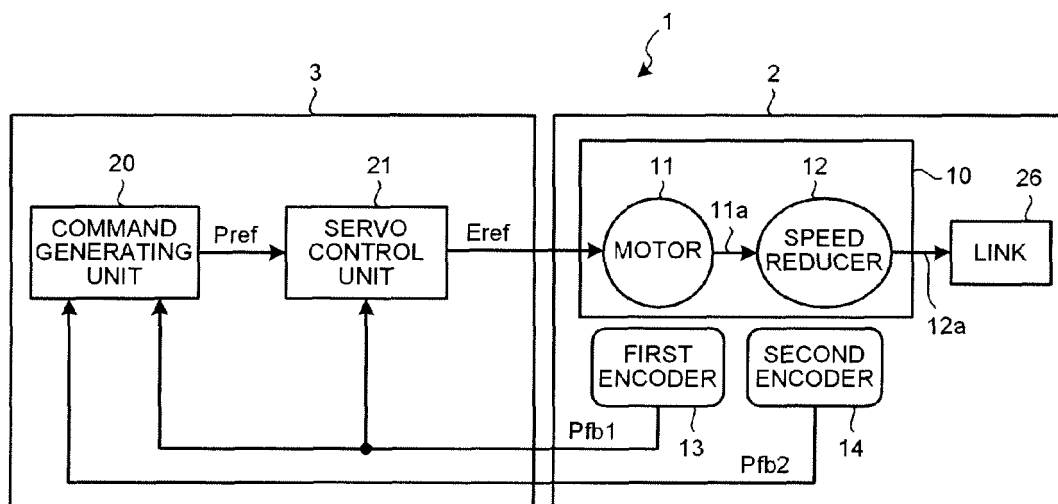 1
3
2
20
21
11
12
10
26
COMMAND
GENERATING
UNIT
Pref
SERVO
CONTROL
UNIT
Eref
MOTOR
11a
SPEED
REDUCER
LINK
12a
FIRST
ENCODER
SECOND
ENCODER
Pfb1
13
Pfb2
14